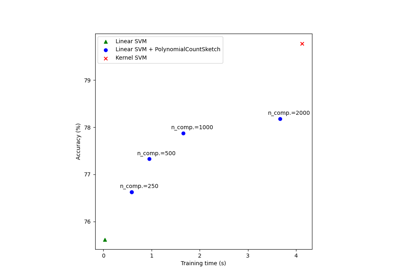 Linear SVM
Linear SVM + PolynomialCountSketch
Kernel SVM
79
n_comp.=2000
n_comp.=1000
78
n_comp.=500
77
n_comp.=250
76
Accuracy (%)
0 1 2 3 4
Training time (s)